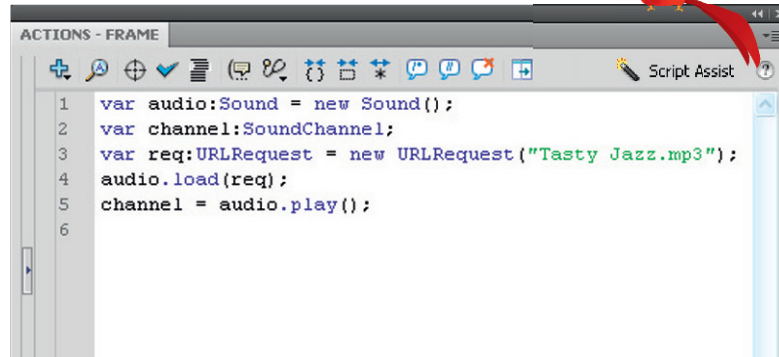 ACTIONS - FRAME
Script Assist
1 var audio:Sound = new Sound();
2 var channel:SoundChannel;
3 var req:URLRequest = new URLRequest("Tasty Jazz.mp3");
4 audio.load(req);
5 channel = audio.play();
6